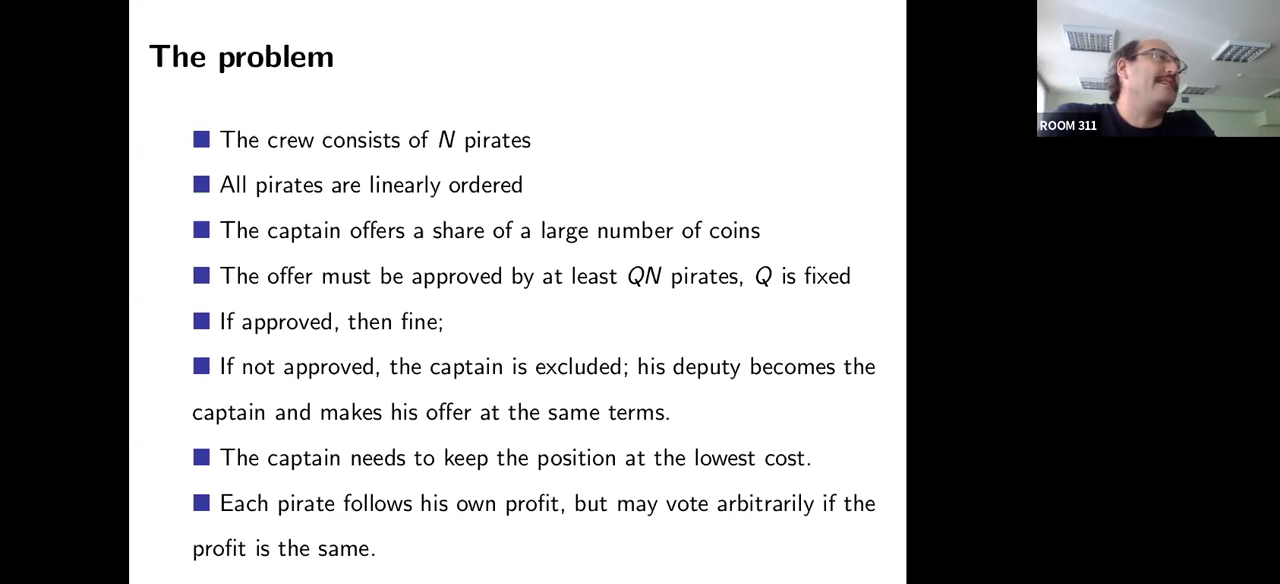 The problem
■ The crew consists of N pirates
■ All pirates are linearly ordered
■ The captain offers a share of a large number of coins
■ The offer must be approved by at least QN pirates, Q is fixed
■ If approved, then fine;
■ If not approved, the captain is excluded; his deputy becomes the
captain and makes his offer at the same terms.
■ The captain needs to keep the position at the lowest cost.
■ Each pirate follows his own profit, but may vote arbitrarily if the
profit is the same.
ROOM 311